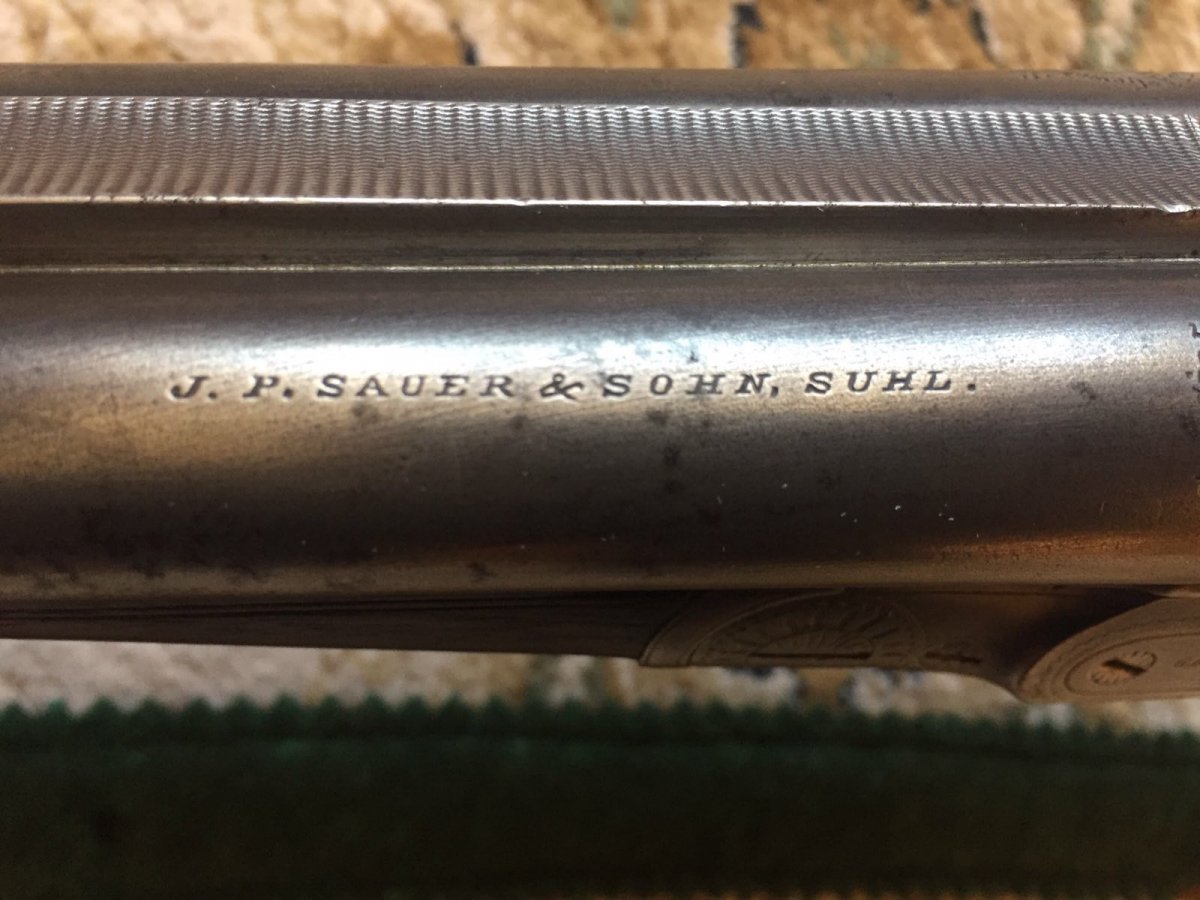 J. P. SAUER & SOHN, SUHL.